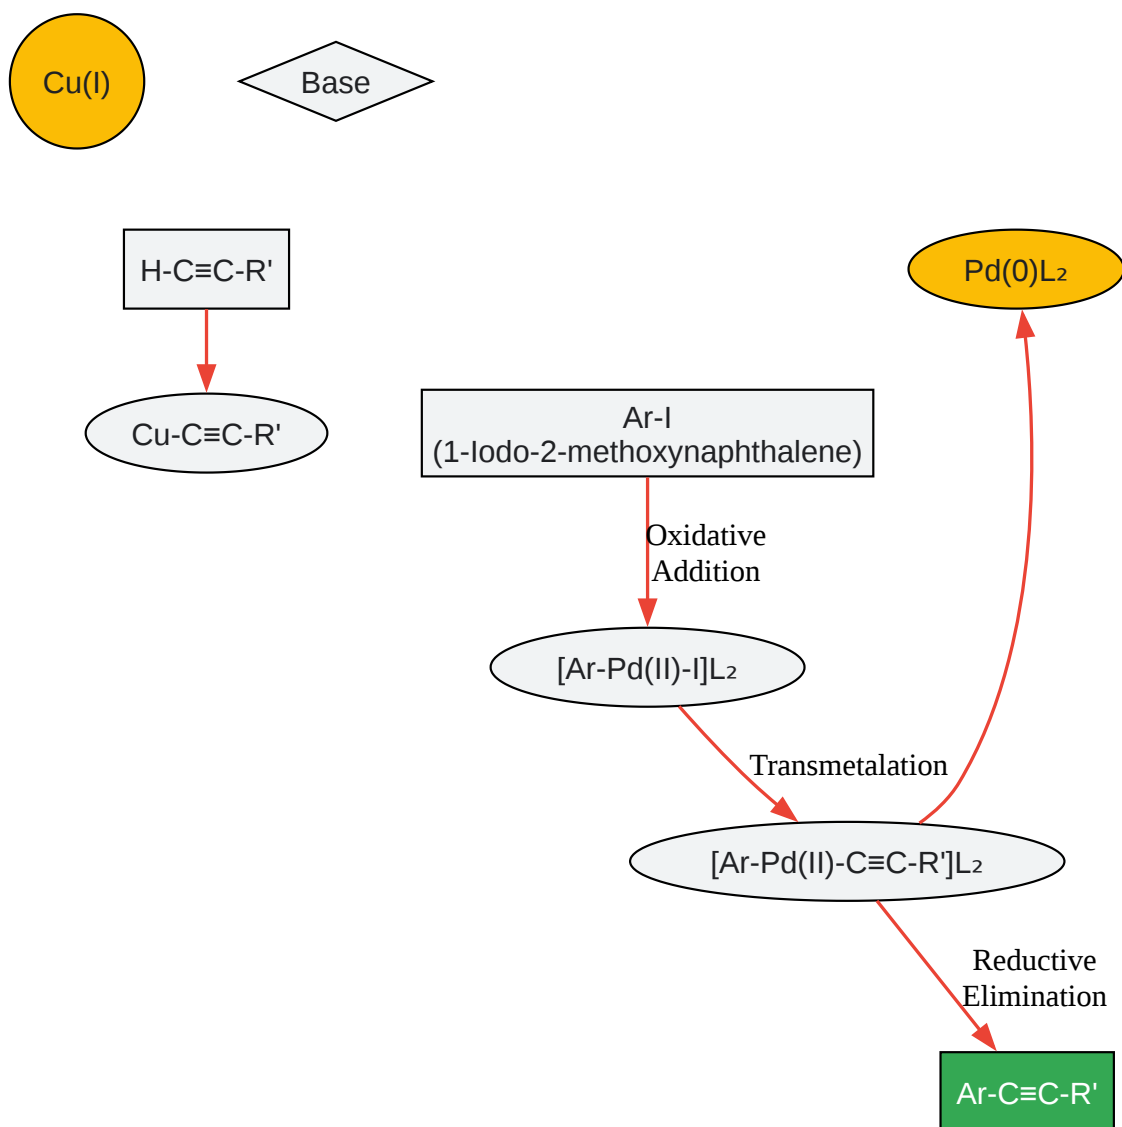 Cu(I)
Base
H-C≡C-R'
Pd(0)L₂
Cu-C≡C-R'
Ar-I
(1-Iodo-2-methoxynaphthalene)
Oxidative
Addition
[Ar-Pd(II)-I]L₂
Transmetalation
[Ar-Pd(II)-C≡C-R']L₂
Reductive
Elimination
Ar-C≡C-R'